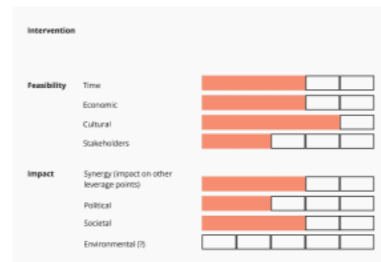 Intervention
Feasibility Time
Economic
Cultural
Stakeholders
Impact Synergy (impact on other
leverage points)
Political
Societal
Environmental (?)